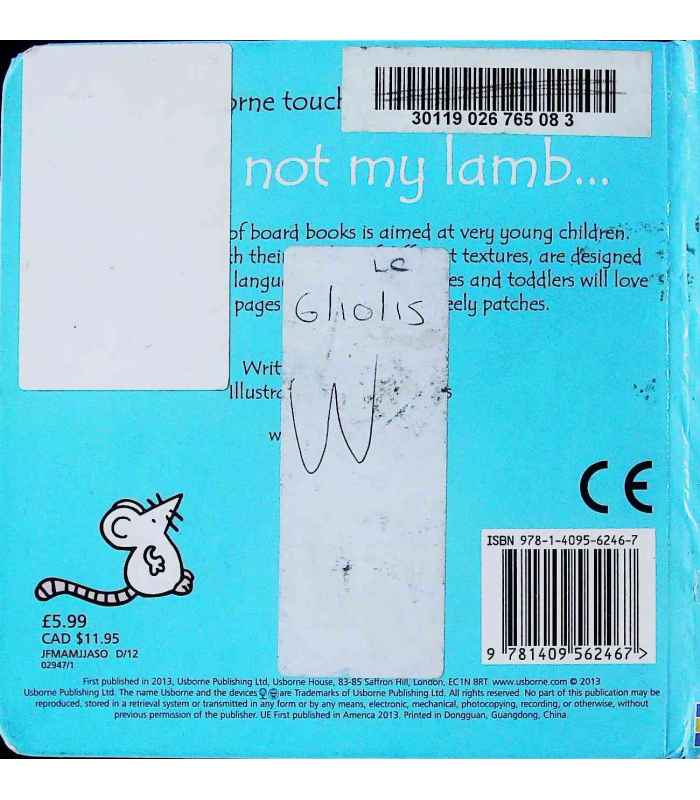 30119 026 765 08 3
rne touch
not my lamb...
of board books is aimed at very young children.
their textures, are designed
langu es and toddlers will love
pages eely patches.
LC
61101 15
Writ
Illustra s
W
w
CE
ISBN 978-1-4095-6246-7
9 781409 562467 >
£5.99
CAD $11.95
JFMAMJJASO D/12
02947/1
First published in 2013, Usborne Publishing Ltd, Usborne House, 83-85 Saffron Hill, London, EC1N 8RT. www.usborne.com © 2013
Usborne Publishing Ltd. The name Usborne and the devices are Trademarks of Usborne Publishing Ltd. All rights reserved. No part of this publication may be
reproduced, stored in a retrieval system or transmitted in any form or by any means, electronic, mechanical, photocopying, recording, or otherwise, without
previous permission of the publisher. UE First published in America 2013. Printed in Dongguan, Guangdong, China.